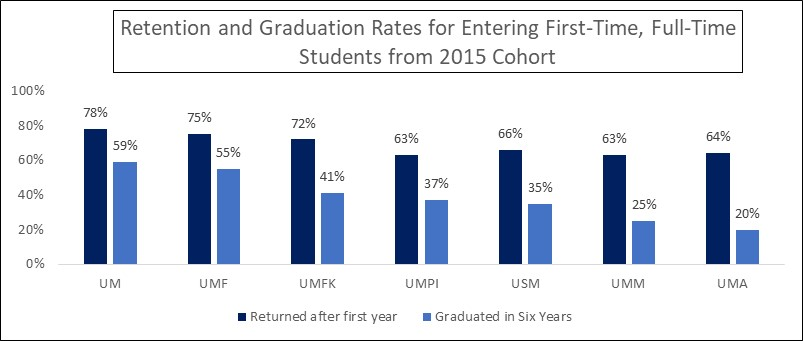 Retention and Graduation Rates for Entering First-Time, Full-Time
Students from 2015 Cohort
100%
80%
60%
40%
20%
0%
78%
59%
75%
55%
72%
41%
63%
37%
66%
35%
63%
25%
64%
20%
UM
UMF
UMFK
UMPI
USM
UMM
UMA
Returned after first year
Graduated in Six Years